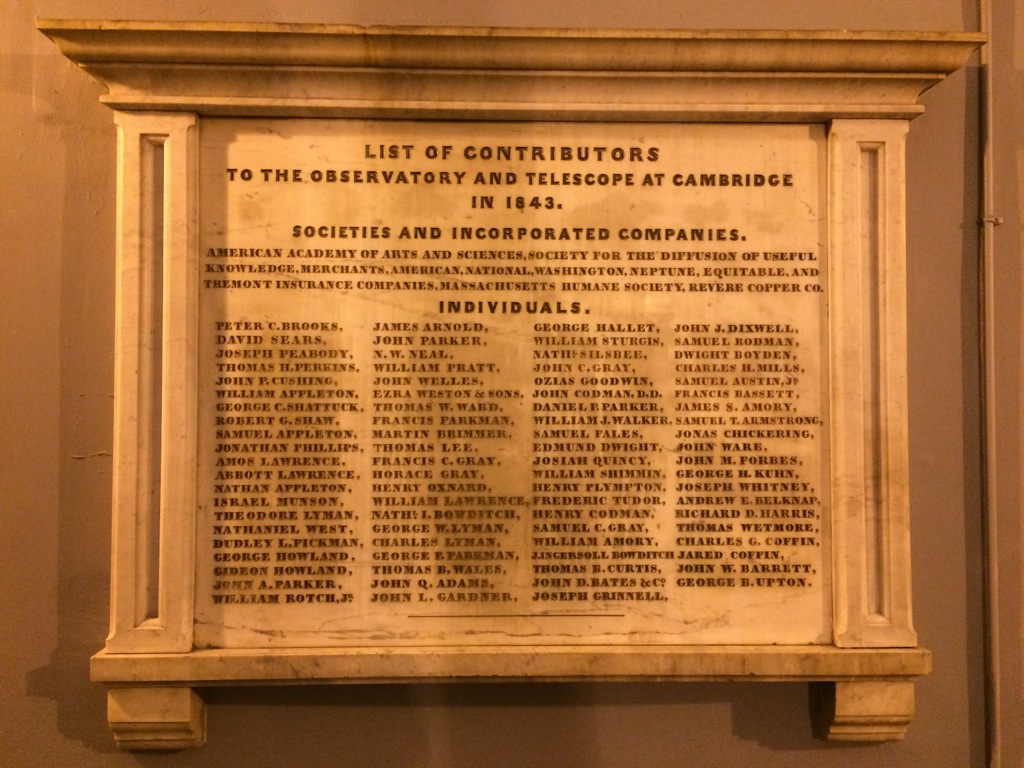 LIST OF CONTRIBUTORS
TO THE OBSERVATORY AND TELESCOPE AT CAMBRIDGE
IN 1843.
SOCIETIES AND INCORPORATED COMPANIES.
AMERICAN ACADEMY OF ARTS AND SCIENCES, SOCIETY FOR THE DIFFUSION OF USEFUL
KNOWLEDGE, MERCHANTS, AMERICAN, NATIONAL, WASHINGTON, NEPTUNE, EQUITABLE, AND
TREMONT INSURANCE COMPANIES, MASSACHUSETTS HUMANE SOCIETY, REVERE COPPER CO.
INDIVIDUALS.
PETER C. BROOKS,
DAVID SEARS,
JOSEPH PEABODY,
THOMAS H. PERKINS,
JOHN P. CUSHING,
WILLIAM APPLETON,
GEORGE C. SHATTUCK,
ROBERT G. SHAW,
SAMUEL APPLETON,
JONATHAN PHILLIPS,
AMOS LAWRENCE,
ABBOTT LAWRENCE,
NATHAN APPLETON,
ISRAEL MUNSON,
THEODORE LYMAN,
NATHANIEL WEST,
DUDLEY L. PICKMAN,
GEORGE HOWLAND,
GIDEON HOWLAND,
JOHN A. PARKER,
WILLIAM ROTCH, Jr.
JAMES ARNOLD,
JOHN PARKER,
N. W. NEAL,
WILLIAM PRATT,
JOHN WELLES,
EZRA WESTON & SONS,
THOMAS W. WARD,
FRANCIS PARKMAN,
MARTIN BRIMMER,
THOMAS LEE,
FRANCIS C. GRAY,
HORACE GRAY,
HENRY OXNARD,
WILLIAM LAWRENCE,
NATHl. I. BOWDITCH,
GEORGE W. LYMAN,
CHARLES LYMAN,
GEORGE F. PARKMAN,
THOMAS B. WALES,
JOHN Q. ADAMS,
JOHN L. GARDNER,
GEORGE HALLET,
WILLIAM STURGIS,
NATHl. SILSBEE,
JOHN C. GRAY,
OZIAS GOODWIN,
JOHN CODMAN, D.D.
DANIEL P. PARKER,
WILLIAM J. WALKER,
SAMUEL FALES,
EDMUND DWIGHT,
JOSIAH QUINCY,
WILLIAM SHIMMIN,
HENRY PLYMPTON,
FREDERIC TUDOR,
HENRY CODMAN,
SAMUEL C. GRAY,
WILLIAM AMORY,
J. INGERSOLL BOWDITCH
THOMAS B. CURTIS,
JOHN D. BATES & Co.
JOSEPH GRINNELL,
JOHN J. DIXWELL,
SAMUEL RODMAN,
DWIGHT BOYDEN,
CHARLES H. MILLS,
SAMUEL AUSTIN, Jr.
FRANCIS BASSETT,
JAMES S. AMORY,
SAMUEL T. ARMSTRONG,
JONAS CHICKERING,
JOHN WARE,
JOHN M. FORBES,
GEORGE H. KUHN,
JOSEPH WHITNEY,
ANDREW E. BELKNAP,
RICHARD D. HARRIS,
THOMAS WETMORE,
CHARLES G. COFFIN,
JARED COFFIN,
JOHN W. BARRETT,
GEORGE B. UPTON.